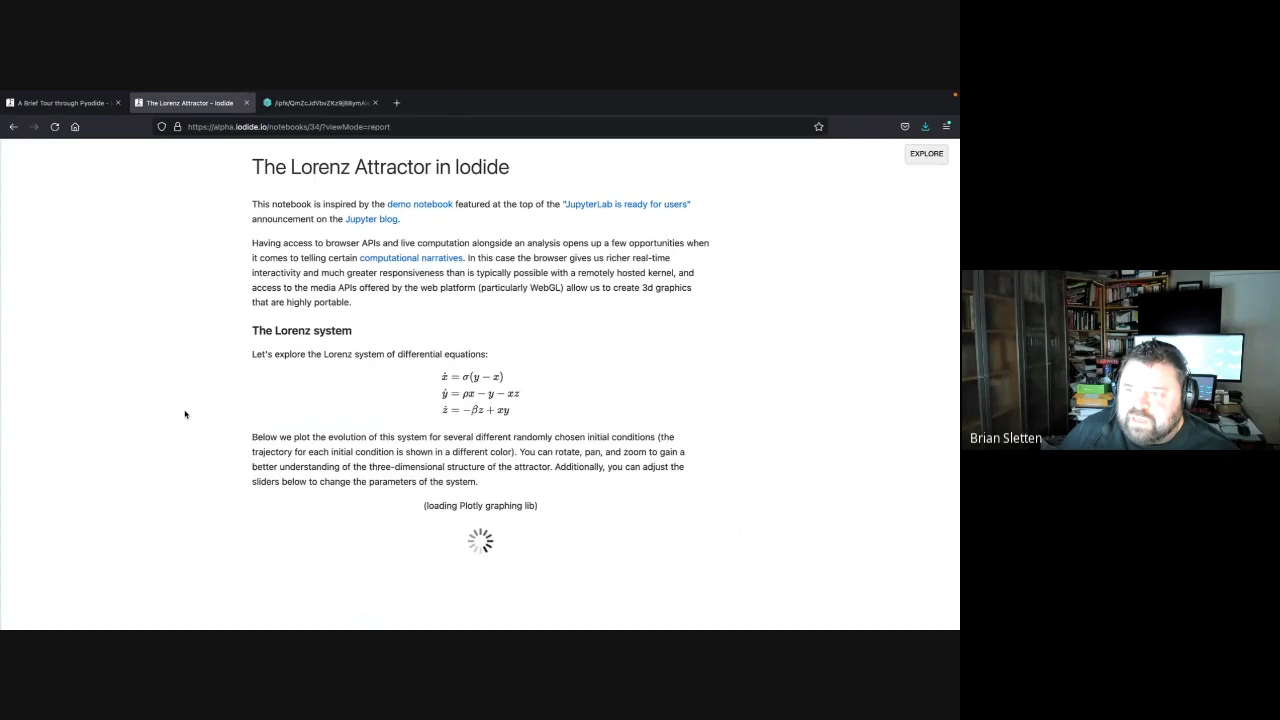 A Brief Tour through Pyodide -
The Lorenz Attractor - Iodide
https://alpha.iodide.io/notebooks/34/?viewMode=report
EXPLORE
The Lorenz Attractor in Iodide
This notebook is inspired by the demo notebook featured at the top of the "JupyterLab is ready for users"
announcement on the Jupyter blog.
Having access to browser APIs and live computation alongside an analysis opens up a few opportunities when
it comes to telling certain computational narratives. In this case the browser gives us richer real-time
interactivity and much greater responsiveness than is typically possible with a remotely hosted kernel, and
access to the media APIs offered by the web platform (particularly WebGL) allow us to create 3d graphics
that are highly portable.
The Lorenz system
Let's explore the Lorenz system of differential equations:
ẋ = σ(y − x)
ẏ = ρx − y − xz
ż = −βz + xy
Below we plot the evolution of this system for several different randomly chosen initial conditions (the
trajectory for each initial condition is shown in a different color). You can rotate, pan, and zoom to gain a
better understanding of the three-dimensional structure of the attractor. Additionally, you can adjust the
sliders below to change the parameters of the system.
(loading Plotly graphing lib)
Brian Sletten